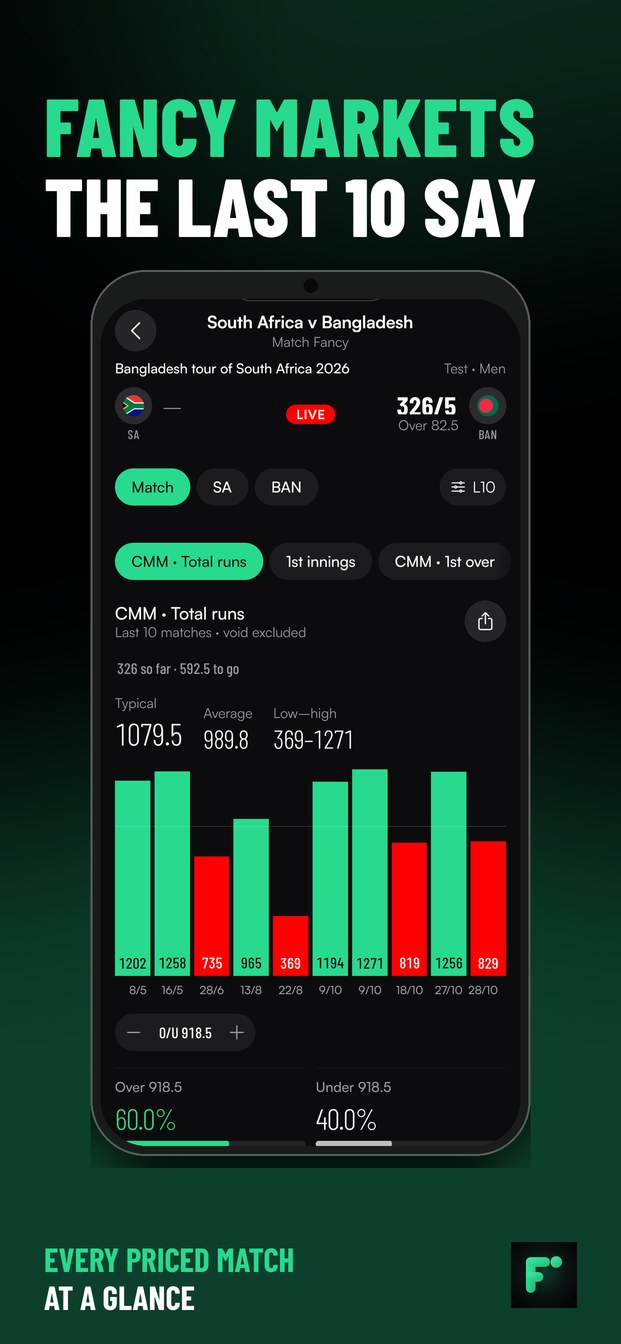 FANCY MARKETS
THE LAST 10 SAY
South Africa v Bangladesh
Match Fancy
Bangladesh tour of South Africa 2026 Test · Men
— LIVE 326/5
Over 82.5
SA BAN
Match SA BAN L10
CMM · Total runs 1st innings CMM · 1st over
CMM · Total runs
Last 10 matches · void excluded
326 so far · 592.5 to go
Typical Average Low–high
1079.5 989.8 369–1271
1202 1258 735 965 369 1194 1271 819 1256 829
8/5 16/5 28/6 13/8 22/8 9/10 9/10 18/10 27/10 28/10
− O/U 918.5 +
Over 918.5 Under 918.5
60.0% 40.0%
EVERY PRICED MATCH
AT A GLANCE
F